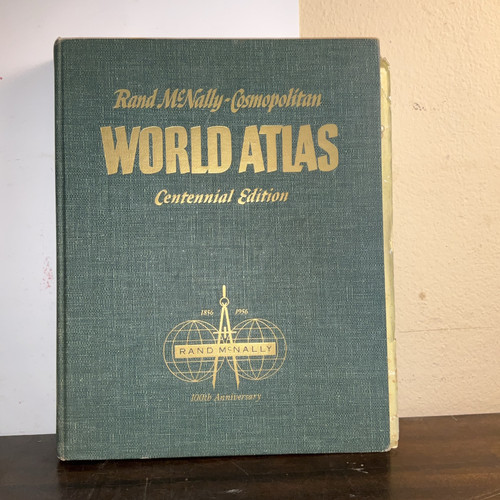 Rand McNally-Cosmopolitan
WORLD ATLAS
Centennial Edition
1856 1956
RAND McNALLY
100th Anniversary